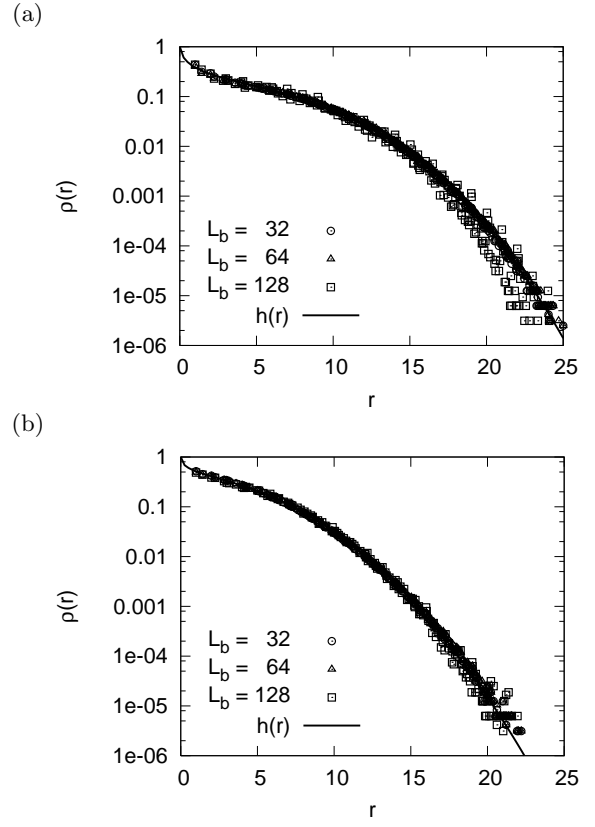 (a)
1
0.1
0.01
0.001
1e-04
1e-05
1e-06
ρ(r)
L_b = 32
L_b = 64
L_b = 128
h(r)
0 5 10 15 20 25
r
(b)
1
0.1
0.01
0.001
1e-04
1e-05
1e-06
ρ(r)
L_b = 32
L_b = 64
L_b = 128
h(r)
0 5 10 15 20 25
r